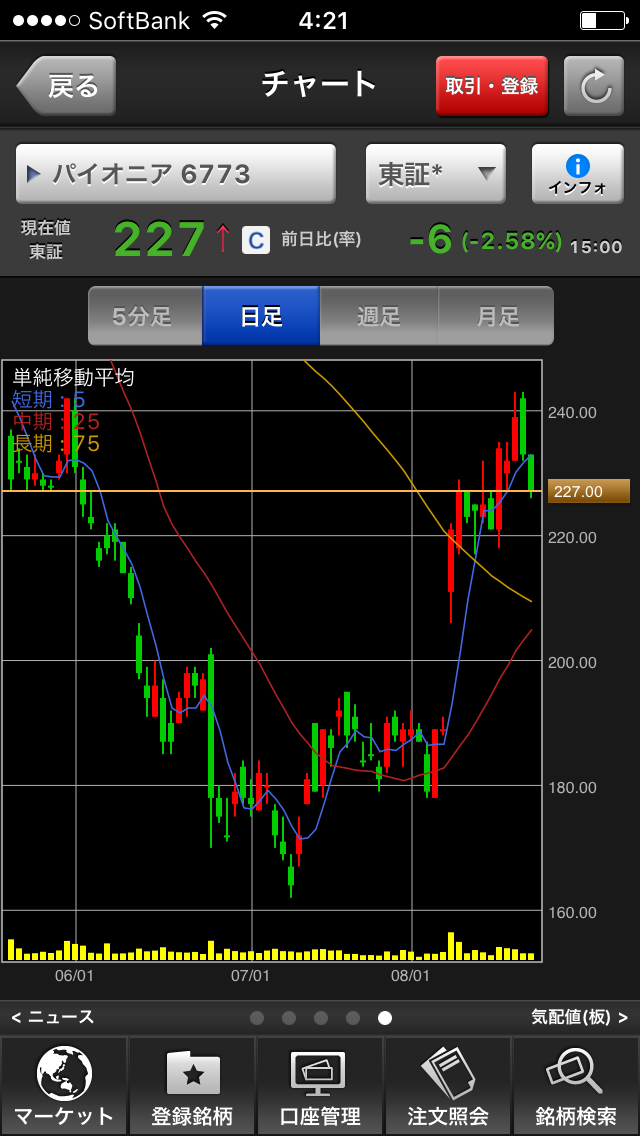 SoftBank 4:21
戻る チャート 取引・登録
パイオニア 6773 東証* インフォ
現在値 東証 227 ↑ C 前日比(率) -6 (-2.58%) 15:00
5分足 日足 週足 月足
単純移動平均
短期：5
中期：25
長期：75
240.00
227.00
220.00
200.00
180.00
160.00
06/01 07/01 08/01
< ニュース 気配値(板) >
マーケット 登録銘柄 口座管理 注文照会 銘柄検索